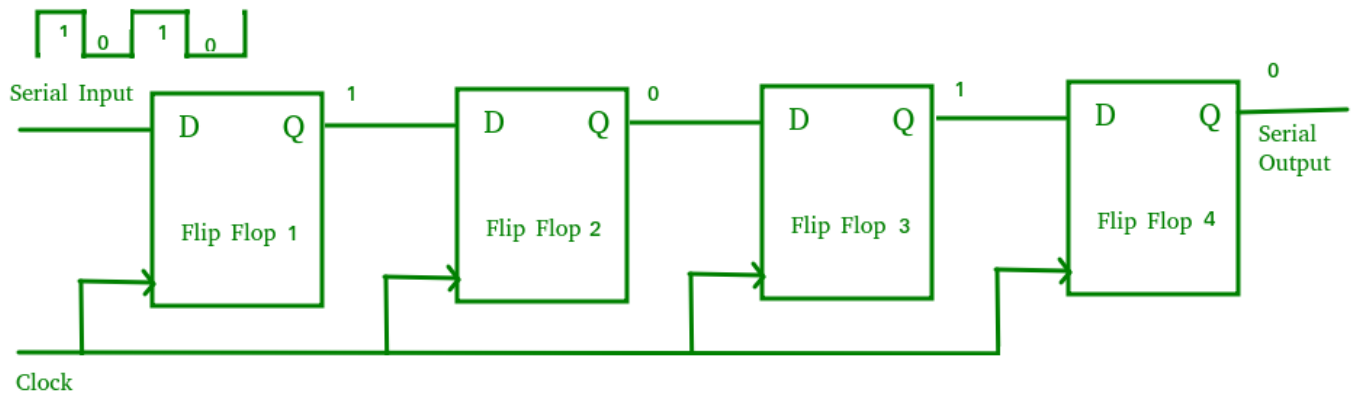 1 0 1 0
Serial Input
1
0
1
0
D Q
D Q
D Q
D Q
Serial
Output
Flip Flop 1
Flip Flop 2
Flip Flop 3
Flip Flop 4
Clock